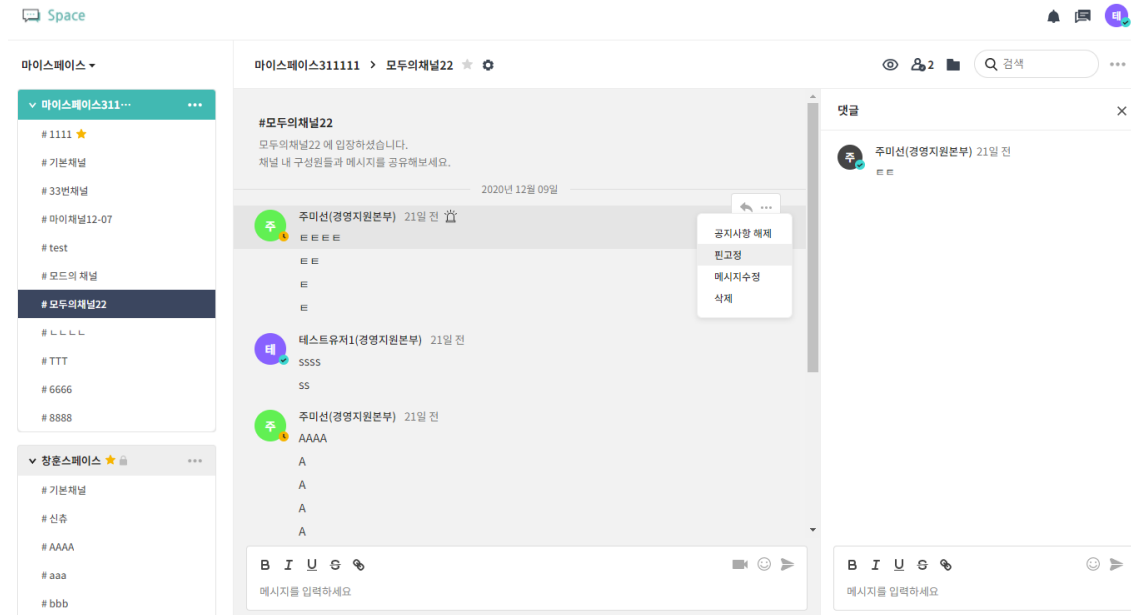 Space
테
마이스페이스
마이스페이스311111 > 모두의채널22
2
검색
마이스페이스311···
# 1111
# 기본채널
# 33번채널
# 마이채널12-07
# test
# 모드의 채널
# 모두의채널22
# ㄴㄴㄴㄴ
# TTT
# 6666
# 8888
창훈스페이스
# 기본채널
# 신츄
# AAAA
# aaa
# bbb
#모두의채널22
모두의채널22 에 입장하셨습니다.
채널 내 구성원들과 메시지를 공유해보세요.
2020년 12월 09일
주
주미선(경영지원본부) 21일 전
ㅌㅌㅌㅌ
ㅌㅌ
ㅌ
ㅌ
공지사항 해제
핀고정
메시지수정
삭제
테
테스트유저1(경영지원본부) 21일 전
ssss
ss
주
주미선(경영지원본부) 21일 전
AAAA
A
A
A
A
B I U S
메시지를 입력하세요
댓글
주
주미선(경영지원본부) 21일 전
ㅌㅌ
B I U S
메시지를 입력하세요